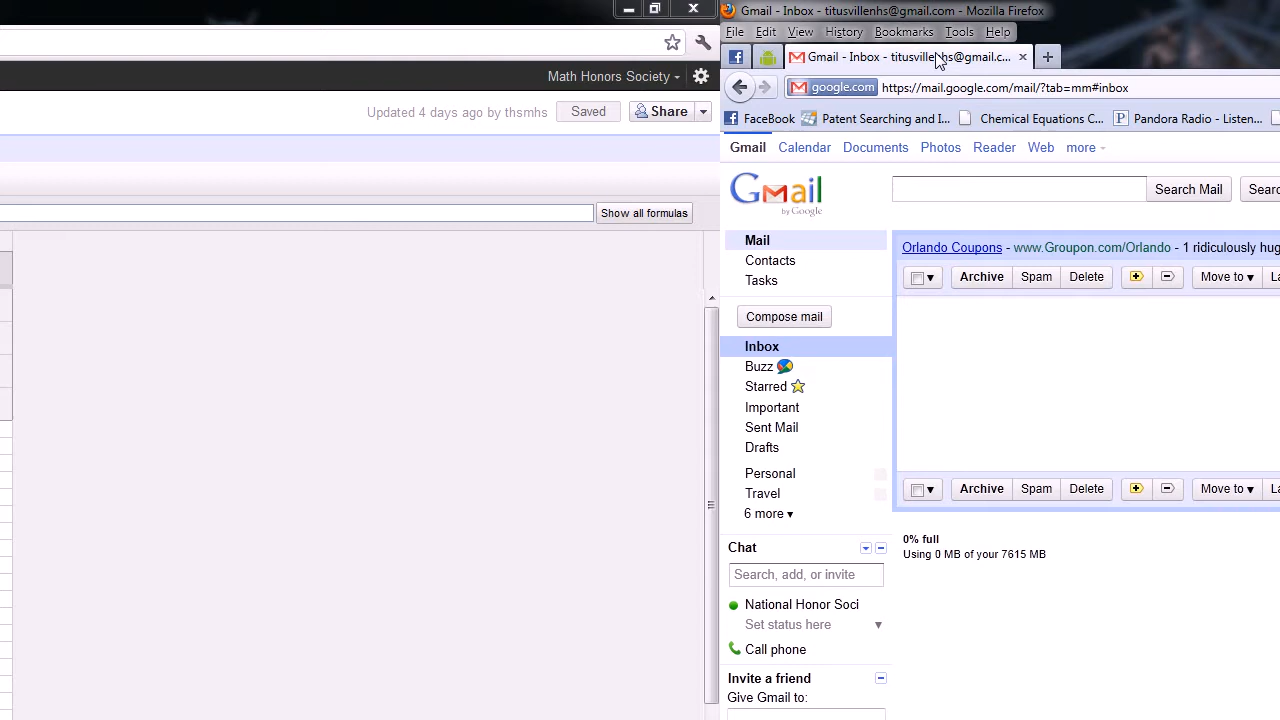 Math Honors Society
Updated 4 days ago by thsmhs
Saved
Share
Show all formulas
Gmail - Inbox - titusvillenhs@gmail.com - Mozilla Firefox
File Edit View History Bookmarks Tools Help
Gmail - Inbox - titusvillenhs@gmail.c...
google.com https://mail.google.com/mail/?tab=mm#inbox
FaceBook Patent Searching and I... Chemical Equations C... Pandora Radio - Listen...
Gmail Calendar Documents Photos Reader Web more
Gmail
by Google
Search Mail
Mail
Contacts
Tasks
Compose mail
Inbox
Buzz
Starred
Important
Sent Mail
Drafts
Personal
Travel
6 more
Chat
Search, add, or invite
National Honor Soci
Set status here
Call phone
Invite a friend
Give Gmail to:
Orlando Coupons - www.Groupon.com/Orlando - 1 ridiculously
Archive Spam Delete Move to
Archive Spam Delete Move to
0% full
Using 0 MB of your 7615 MB